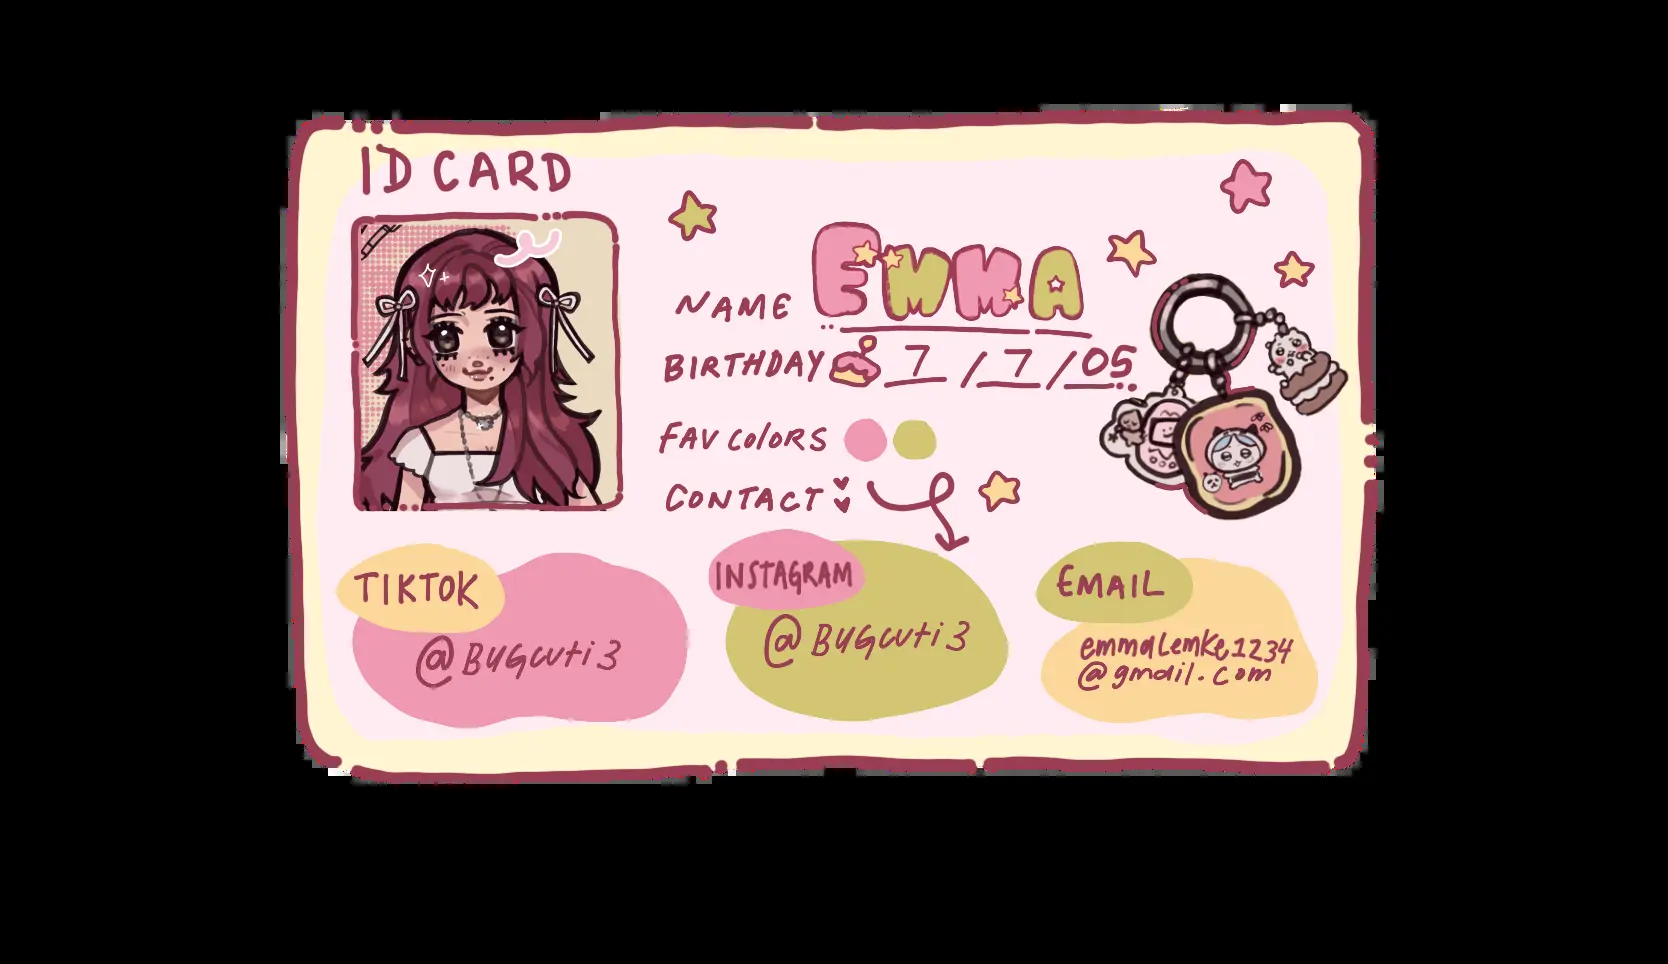 ID CARD
NAME EMMA
BIRTHDAY 7/7/05
FAV COLORS
CONTACT
TIKTOK
@BUGCUTI3
INSTAGRAM
@BUGCUTI3
EMAIL
emmaLemke1234
@gmail.com